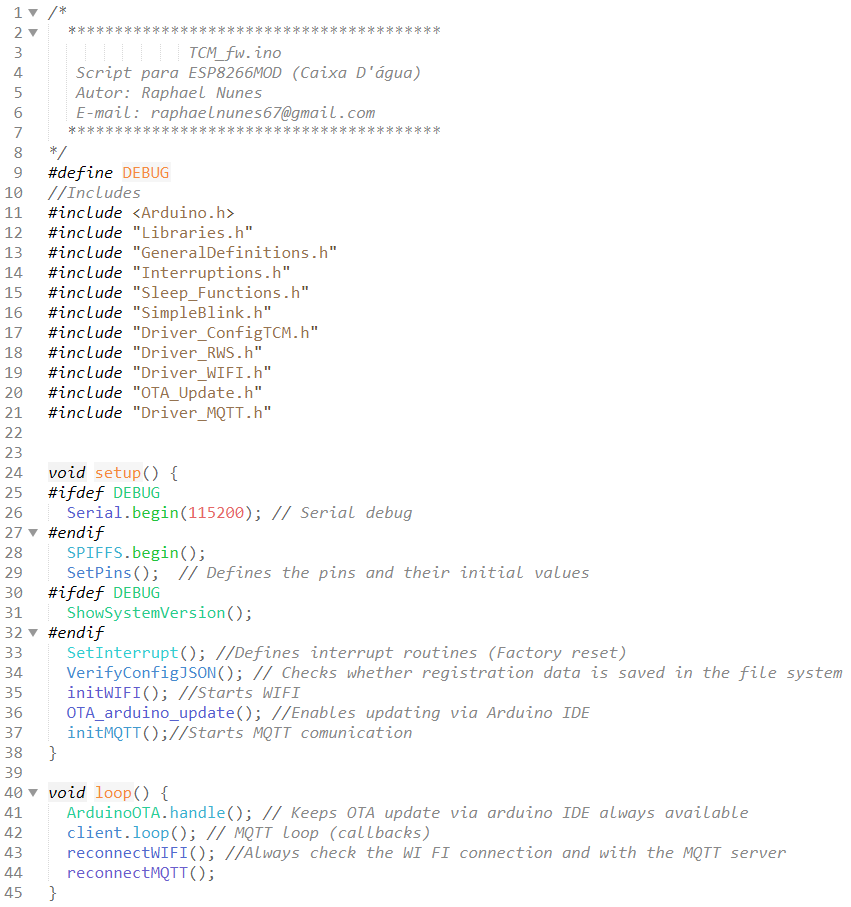 1 /*
2 ****************************************
3 TCM_fw.ino
4 Script para ESP8266MOD (Caixa D'água)
5 Autor: Raphael Nunes
6 E-mail: raphaelnunes67@gmail.com
7 ****************************************
8 */
9 #define DEBUG
10 //Includes
11 #include <Arduino.h>
12 #include "Libraries.h"
13 #include "GeneralDefinitions.h"
14 #include "Interruptions.h"
15 #include "Sleep_Functions.h"
16 #include "SimpleBlink.h"
17 #include "Driver_ConfigTCM.h"
18 #include "Driver_RWS.h"
19 #include "Driver_WIFI.h"
20 #include "OTA_Update.h"
21 #include "Driver_MQTT.h"
22
23
24 void setup() {
25 #ifdef DEBUG
26 Serial.begin(115200); // Serial debug
27 #endif
28 SPIFFS.begin();
29 SetPins();  // Defines the pins and their initial values
30 #ifdef DEBUG
31 ShowSystemVersion();
32 #endif
33 SetInterrupt(); //Defines interrupt routines (Factory reset)
34 VerifyConfigJSON(); // Checks whether registration data is saved in the file system
35 initWIFI(); //Starts WIFI
36 OTA_arduino_update(); //Enables updating via Arduino IDE
37 initMQTT();//Starts MQTT comunication
38 }
39
40 void loop() {
41 ArduinoOTA.handle(); // Keeps OTA update via arduino IDE always available
42 client.loop(); // MQTT loop (callbacks)
43 reconnectWIFI(); //Always check the WI FI connection and with the MQTT server
44 reconnectMQTT();
45 }